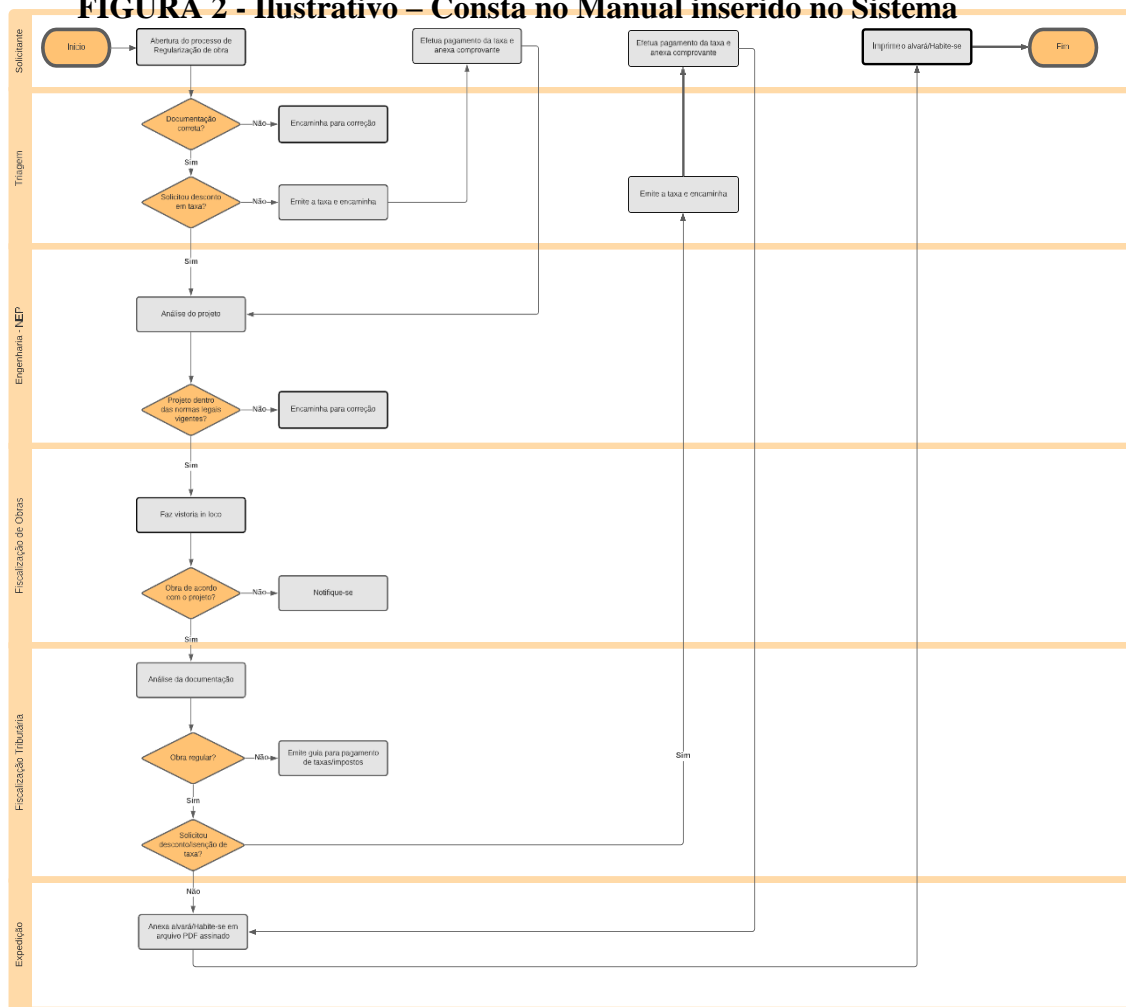 FIGURA 2 - Ilustrativo – Consta no Manual inserido no Sistema
Solicitante
Início
Abertura do processo de
Regularização de obra
Efetua pagamento da taxa e
anexa comprovante
Efetua pagamento da taxa e
anexa comprovante
Imprime o alvará/Habite-se
Fim
Triagem
Documentação
correta?
Não
Encaminha para correção
Sim
Solicitou desconto
em taxa?
Não
Emite a taxa e encaminha
Emite a taxa e encaminha
Sim
Engenharia - NEP
Análise do projeto
Projeto dentro
das normas legais
vigentes?
Não
Encaminha para correção
Sim
Fiscalização de Obras
Faz vistoria in loco
Obra de acordo
com o projeto?
Não
Notifique-se
Sim
Fiscalização Tributária
Análise da documentação
Obra regular?
Não
Emite guia para pagamento
de taxas/impostos
Sim
Sim
Solicitou
desconto/isenção de
taxa?
Não
Expedição
Anexa alvará/Habite-se em
arquivo PDF assinado